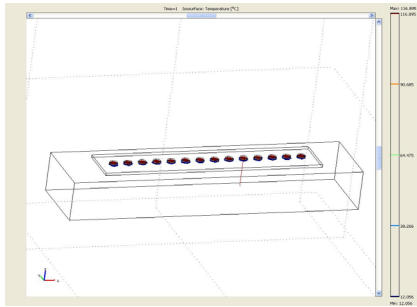 Time=1 Isosurface: Temperature [°C]
Max: 116.895
116.895
90.685
64.475
38.266
12.056
Min: 12.056